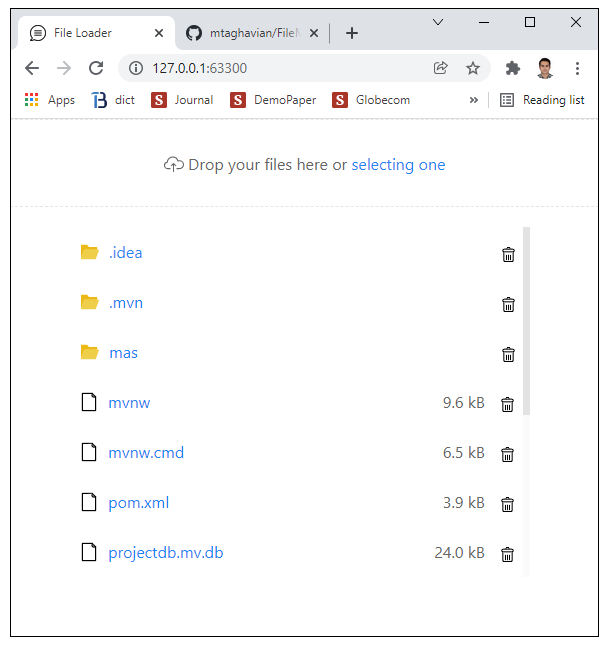 File Loader
mtaghavian/FileM
127.0.0.1:63300
Apps dict Journal DemoPaper Globecom » Reading list
Drop your files here or selecting one
.idea
.mvn
mas
mvnw 9.6 kB
mvnw.cmd 6.5 kB
pom.xml 3.9 kB
projectdb.mv.db 24.0 kB